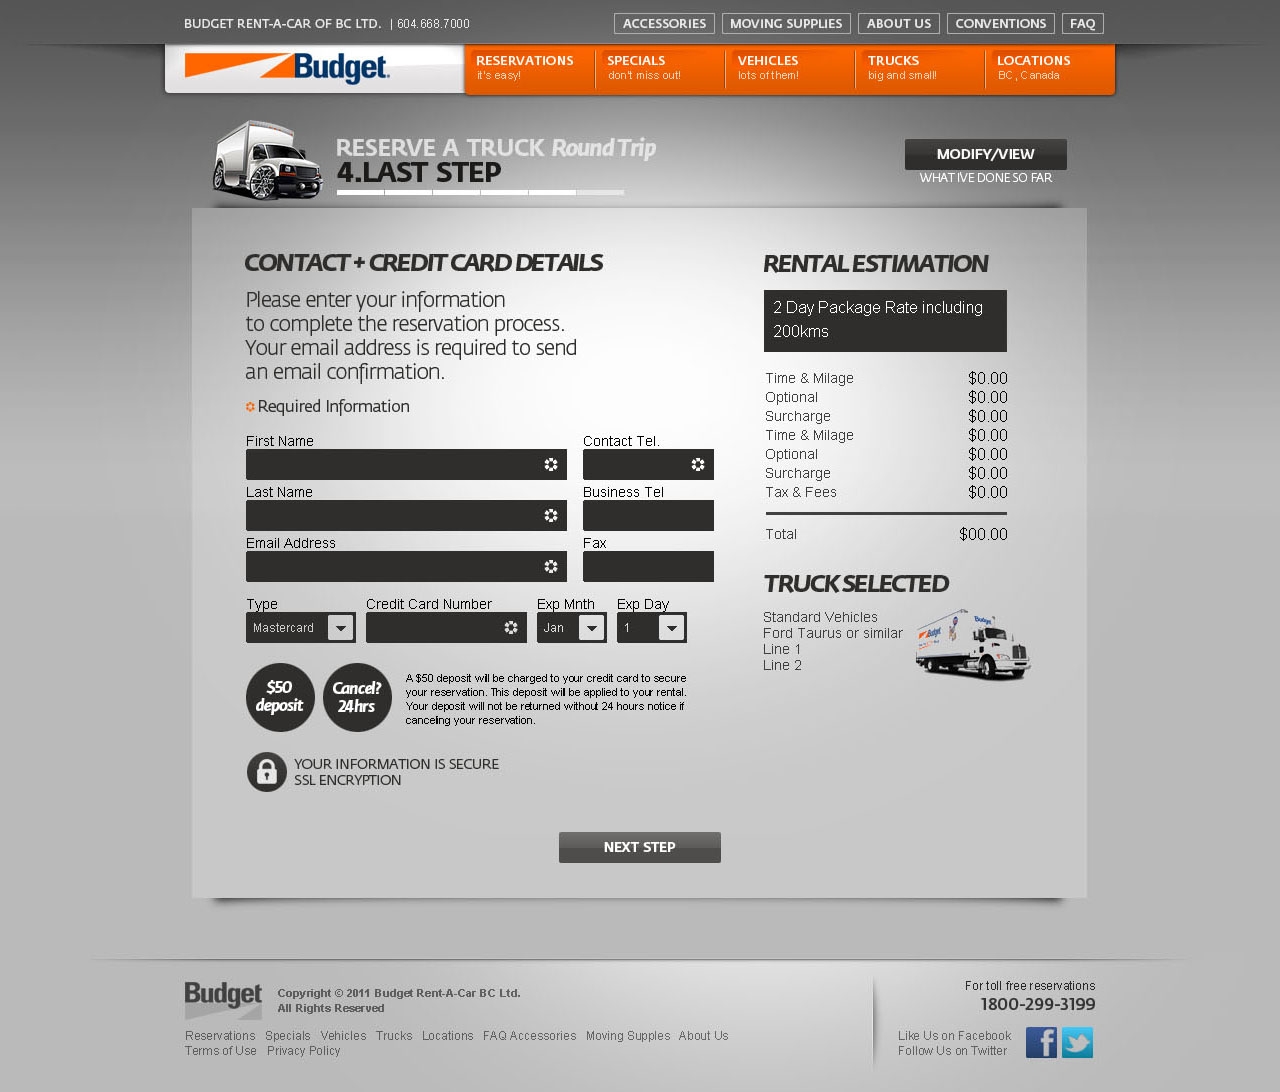 BUDGET RENT-A-CAR OF BC LTD. | 604.668.7000
ACCESSORIES MOVING SUPPLIES ABOUT US CONVENTIONS FAQ
Budget
RESERVATIONS SPECIALS VEHICLES TRUCKS LOCATIONS
it's easy! don't miss out! lots of them! big and small! BC , Canada
RESERVE A TRUCK Round Trip
4.LAST STEP
MODIFY/VIEW
WHAT IVE DONE SO FAR
CONTACT + CREDIT CARD DETAILS
Please enter your information
to complete the reservation process.
Your email address is required to send
an email confirmation.
Required Information
First Name Contact Tel.
Last Name Business Tel
Email Address Fax
Type Credit Card Number Exp Mnth Exp Day
Mastercard Jan 1
$50
deposit
Cancel?
24hrs
A $50 deposit will be charged to your credit card to secure
your reservation. This deposit will be applied to your rental.
Your deposit will not be returned without 24 hours notice if
canceling your reservation.
YOUR INFORMATION IS SECURE
SSL ENCRYPTION
RENTAL ESTIMATION
2 Day Package Rate including
200kms
Time & Milage $0.00
Optional $0.00
Surcharge $0.00
Time & Milage $0.00
Optional $0.00
Surcharge $0.00
Tax & Fees $0.00
Total $00.00
TRUCK SELECTED
Standard Vehicles
Ford Taurus or similar
Line 1
Line 2
Budget
Budget
NEXT STEP
Budget
Copyright © 2011 Budget Rent-A-Car BC Ltd.
All Rights Reserved
Reservations Specials Vehicles Trucks Locations FAQ Accessories Moving Supples About Us
Terms of Use Privacy Policy
For toll free reservations
1800-299-3199
Like Us on Facebook
Follow Us on Twitter